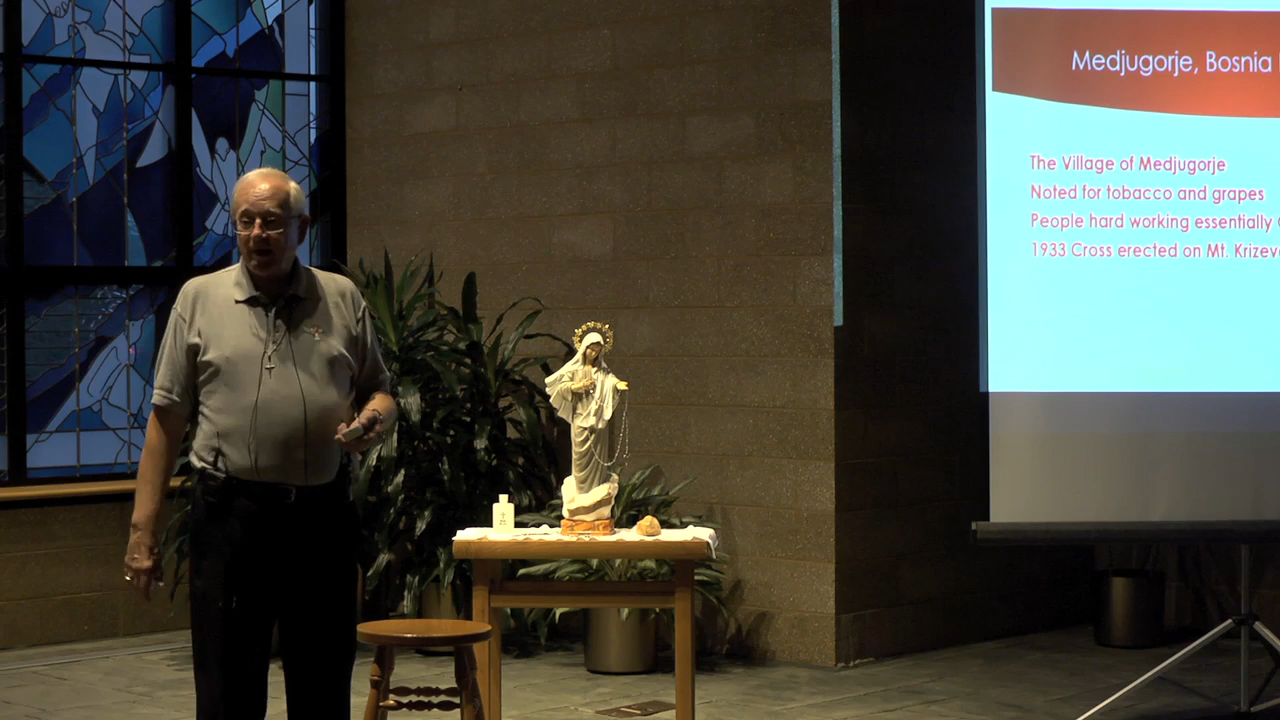 Medjugorje, Bosnia
The Village of Medjugorje
Noted for tobacco and grapes
People hard working essentially
1933 Cross erected on Mt. Krizev